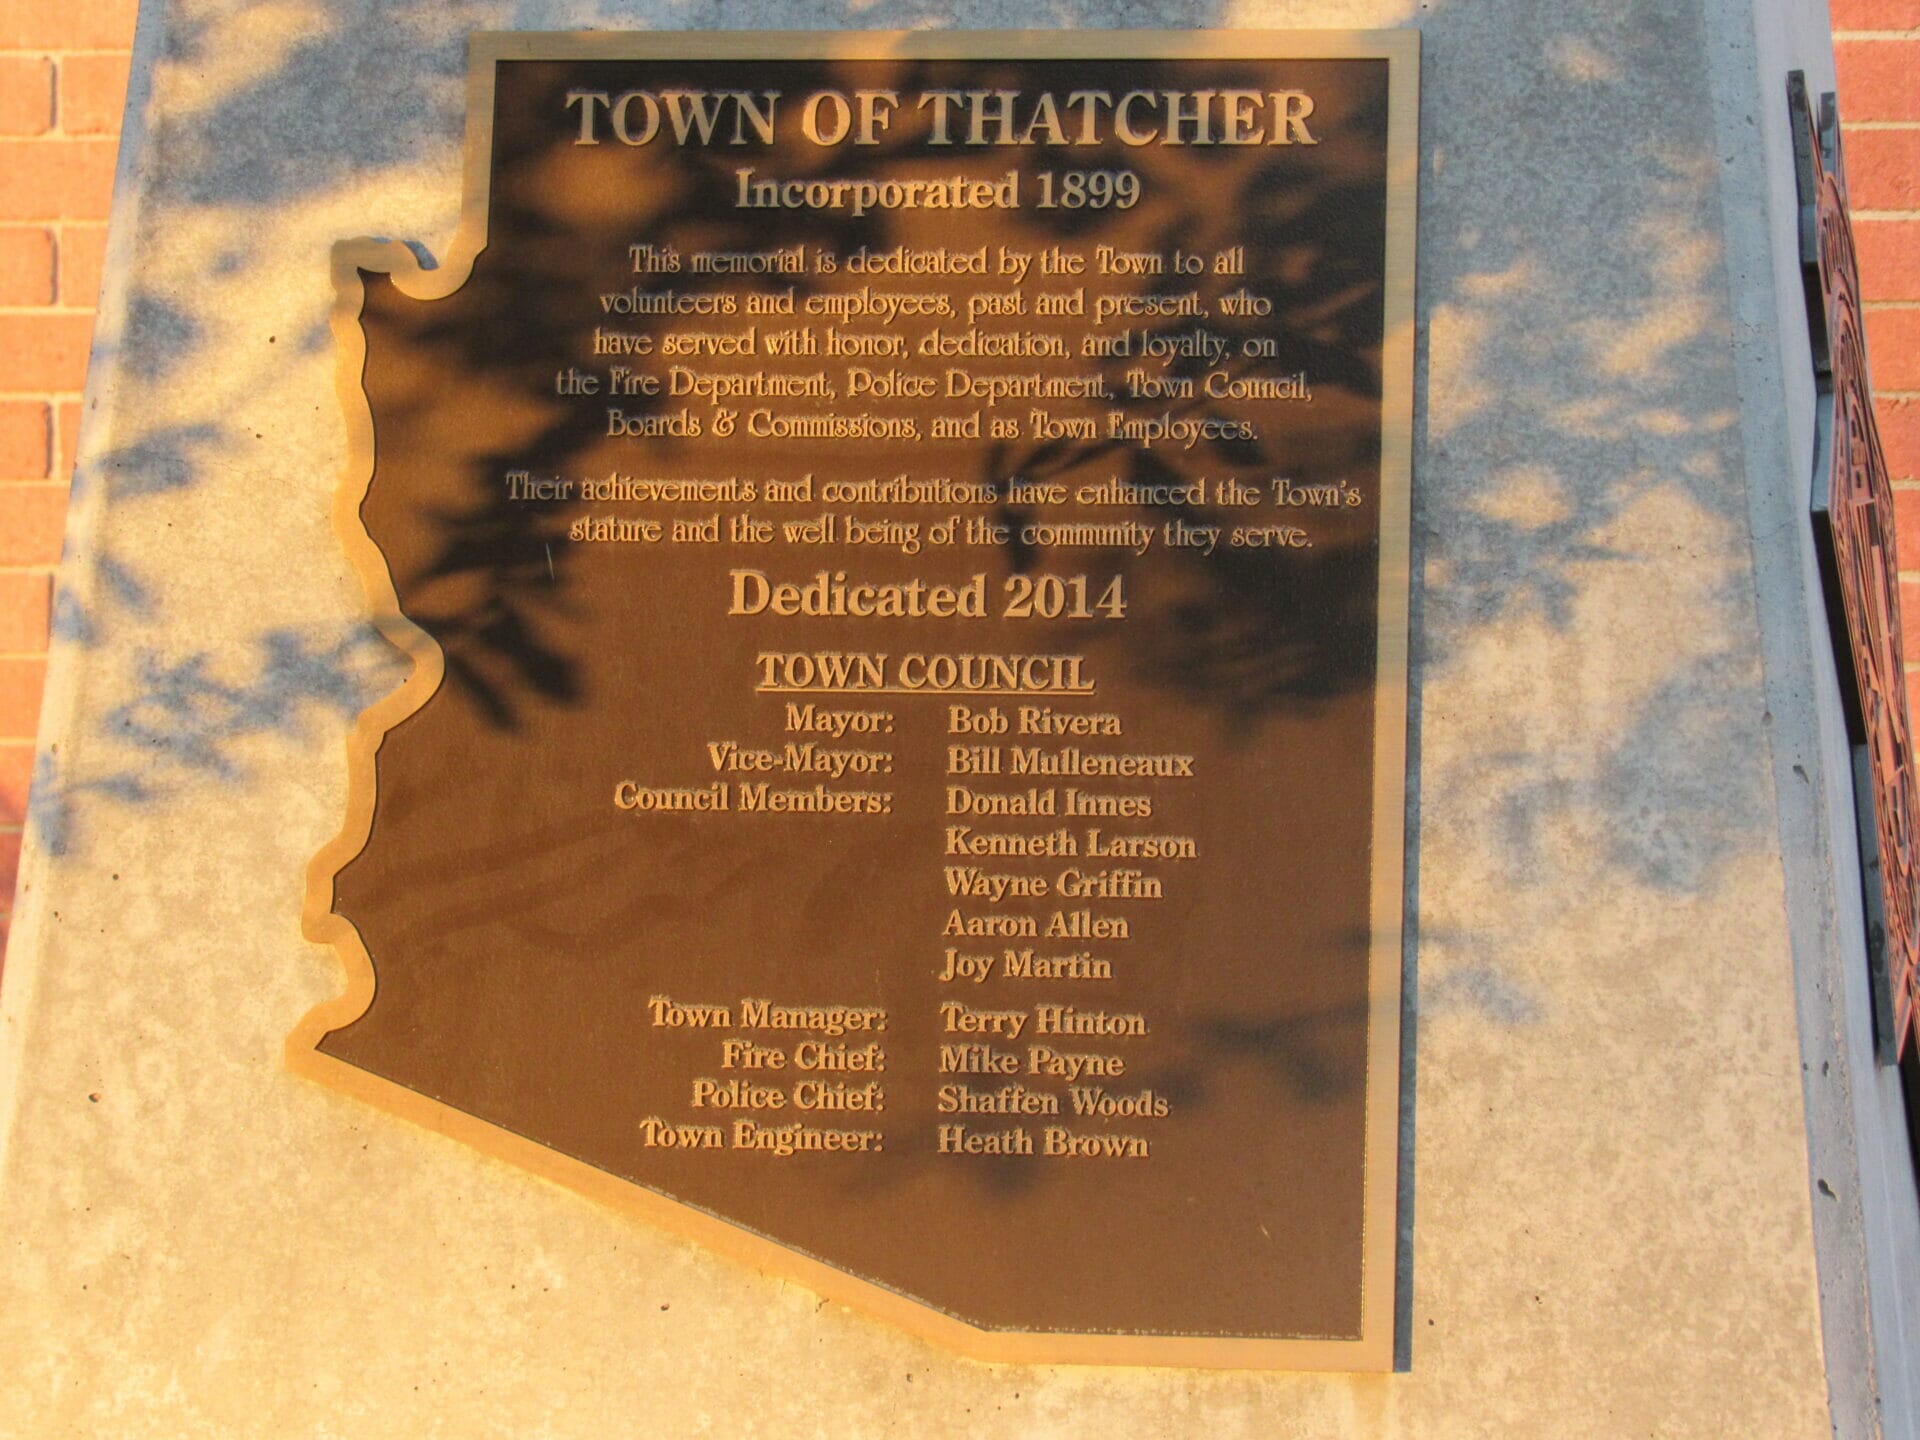 TOWN OF THATCHER
Incorporated 1899
This memorial is dedicated by the Town to all
volunteers and employees, past and present, who
have served with honor, dedication, and loyalty, on
the Fire Department, Police Department, Town Council,
Boards & Commissions, and as Town Employees.
Their achievements and contributions have enhanced the Town's
stature and the well being of the community they serve.
Dedicated 2014
TOWN COUNCIL
Mayor: Bob Rivera
Vice-Mayor: Bill Mulleneaux
Council Members: Donald Innes
Kenneth Larson
Wayne Griffin
Aaron Allen
Joy Martin
Town Manager: Terry Hinton
Fire Chief: Mike Payne
Police Chief: Shaffen Woods
Town Engineer: Heath Brown